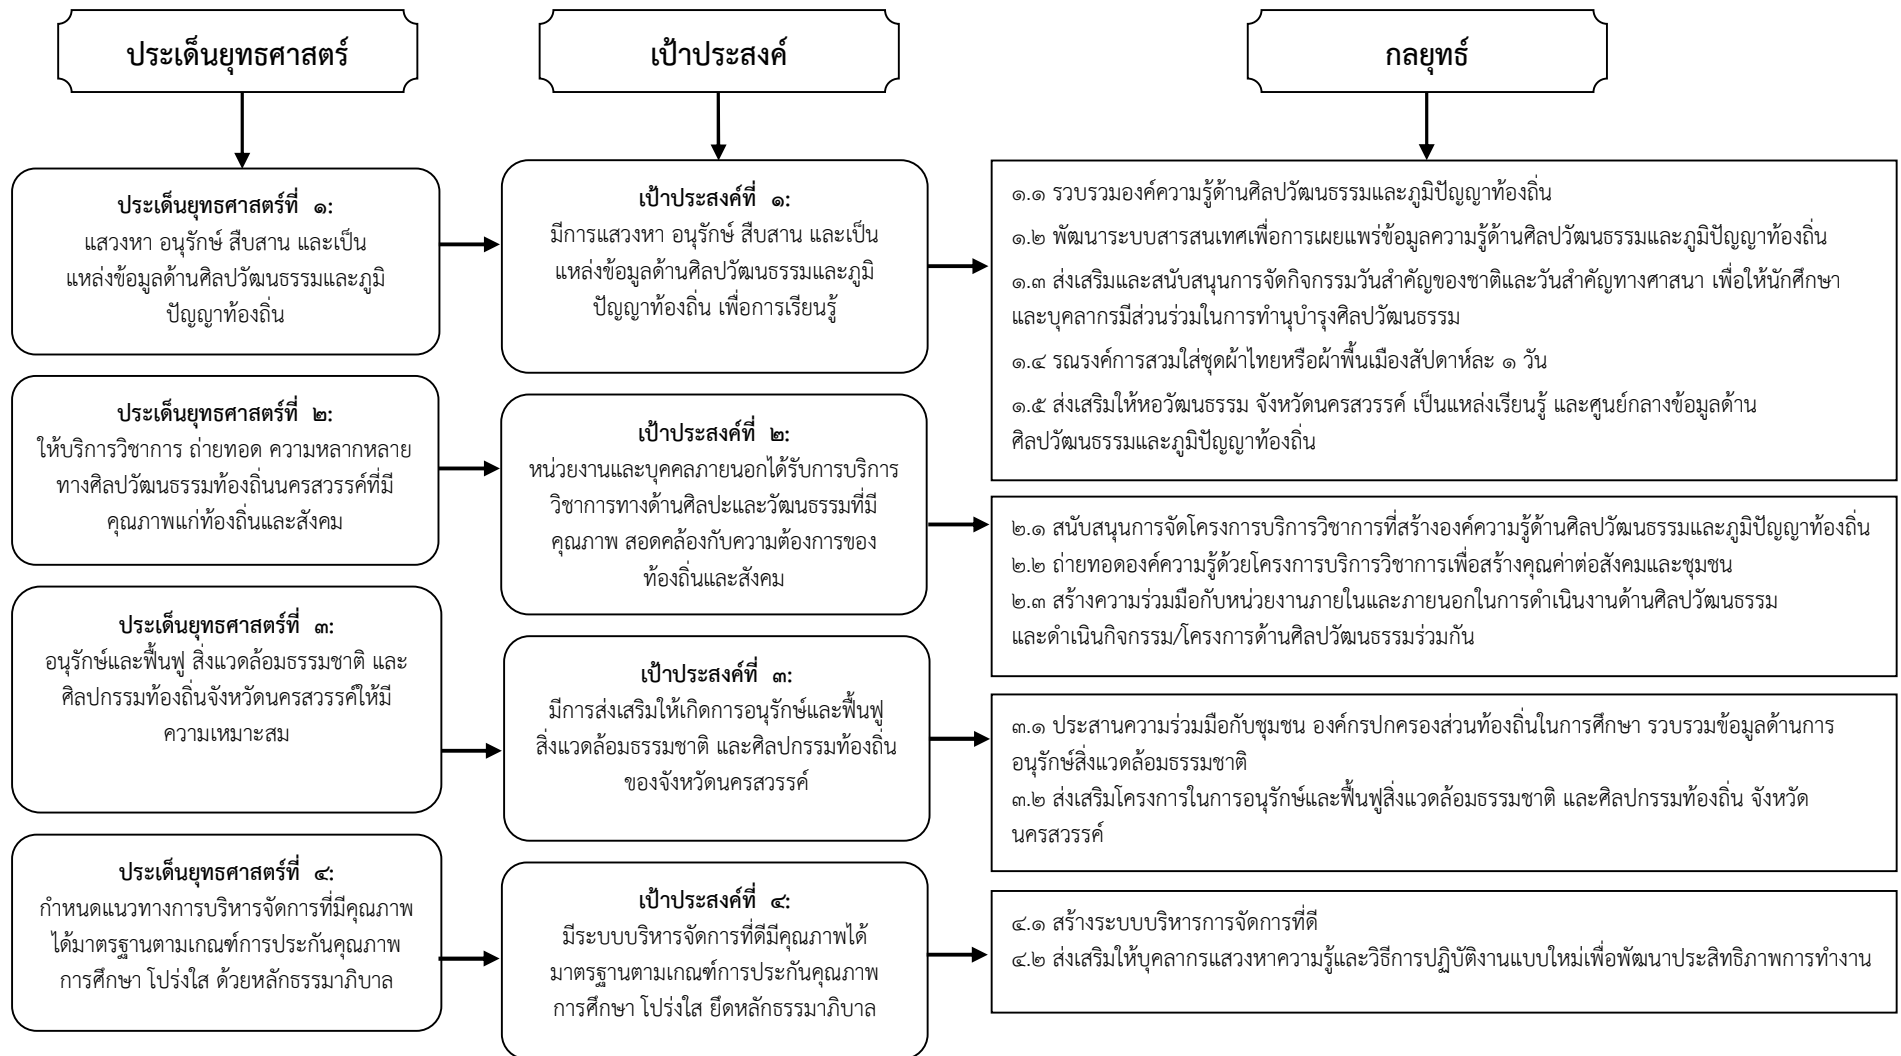 ประเด็นยุทธศาสตร์
เป้าประสงค์
กลยุทธ์
ประเด็นยุทธศาสตร์ที่ ๑:
แสวงหา อนุรักษ์ สืบสาน และเป็น
แหล่งข้อมูลด้านศิลปวัฒนธรรมและภูมิ
ปัญญาท้องถิ่น
เป้าประสงค์ที่ ๑:
มีการแสวงหา อนุรักษ์ สืบสาน และเป็น
แหล่งข้อมูลด้านศิลปวัฒนธรรมและภูมิ
ปัญญาท้องถิ่น เพื่อการเรียนรู้
๑.๑ รวบรวมองค์ความรู้ด้านศิลปวัฒนธรรมและภูมิปัญญาท้องถิ่น
๑.๒ พัฒนาระบบสารสนเทศเพื่อการเผยแพร่ข้อมูลความรู้ด้านศิลปวัฒนธรรมและภูมิปัญญาท้องถิ่น
๑.๓ ส่งเสริมและสนับสนุนการจัดกิจกรรมวันสำคัญของชาติและวันสำคัญทางศาสนา เพื่อให้นักศึกษา
และบุคลากรมีส่วนร่วมในการทำนุบำรุงศิลปวัฒนธรรม
๑.๔ รณรงค์การสวมใส่ชุดผ้าไทยหรือผ้าพื้นเมืองสัปดาห์ละ ๑ วัน
๑.๕ ส่งเสริมให้หอวัฒนธรรม จังหวัดนครสวรรค์ เป็นแหล่งเรียนรู้ และศูนย์กลางข้อมูลด้าน
ศิลปวัฒนธรรมและภูมิปัญญาท้องถิ่น
ประเด็นยุทธศาสตร์ที่ ๒:
ให้บริการวิชาการ ถ่ายทอด ความหลากหลาย
ทางศิลปวัฒนธรรมท้องถิ่นนครสวรรค์ที่มี
คุณภาพแก่ท้องถิ่นและสังคม
เป้าประสงค์ที่ ๒:
หน่วยงานและบุคคลภายนอกได้รับการบริการ
วิชาการทางด้านศิลปะและวัฒนธรรมที่มี
คุณภาพ สอดคล้องกับความต้องการของ
ท้องถิ่นและสังคม
๒.๑ สนับสนุนการจัดโครงการบริการวิชาการที่สร้างองค์ความรู้ด้านศิลปวัฒนธรรมและภูมิปัญญาท้องถิ่น
๒.๒ ถ่ายทอดองค์ความรู้ด้วยโครงการบริการวิชาการเพื่อสร้างคุณค่าต่อสังคมและชุมชน
๒.๓ สร้างความร่วมมือกับหน่วยงานภายในและภายนอกในการดำเนินงานด้านศิลปวัฒนธรรม
และดำเนินกิจกรรม/โครงการด้านศิลปวัฒนธรรมร่วมกัน
ประเด็นยุทธศาสตร์ที่ ๓:
อนุรักษ์และฟื้นฟู สิ่งแวดล้อมธรรมชาติ และ
ศิลปกรรมท้องถิ่นจังหวัดนครสวรรค์ให้มี
ความเหมาะสม
เป้าประสงค์ที่ ๓:
มีการส่งเสริมให้เกิดการอนุรักษ์และฟื้นฟู
สิ่งแวดล้อมธรรมชาติ และศิลปกรรมท้องถิ่น
ของจังหวัดนครสวรรค์
๓.๑ ประสานความร่วมมือกับชุมชน องค์กรปกครองส่วนท้องถิ่นในการศึกษา รวบรวมข้อมูลด้านการ
อนุรักษ์สิ่งแวดล้อมธรรมชาติ
๓.๒ ส่งเสริมโครงการในการอนุรักษ์และฟื้นฟูสิ่งแวดล้อมธรรมชาติ และศิลปกรรมท้องถิ่น จังหวัด
นครสวรรค์
ประเด็นยุทธศาสตร์ที่ ๔:
กำหนดแนวทางการบริหารจัดการที่มีคุณภาพ
ได้มาตรฐานตามเกณฑ์การประกันคุณภาพ
การศึกษา โปร่งใส ด้วยหลักธรรมาภิบาล
เป้าประสงค์ที่ ๔:
มีระบบบริหารจัดการที่ดีมีคุณภาพได้
มาตรฐานตามเกณฑ์การประกันคุณภาพ
การศึกษา โปร่งใส ยึดหลักธรรมาภิบาล
๔.๑ สร้างระบบบริหารการจัดการที่ดี
๔.๒ ส่งเสริมให้บุคลากรแสวงหาความรู้และวิธีการปฏิบัติงานแบบใหม่เพื่อพัฒนาประสิทธิภาพการทำงาน